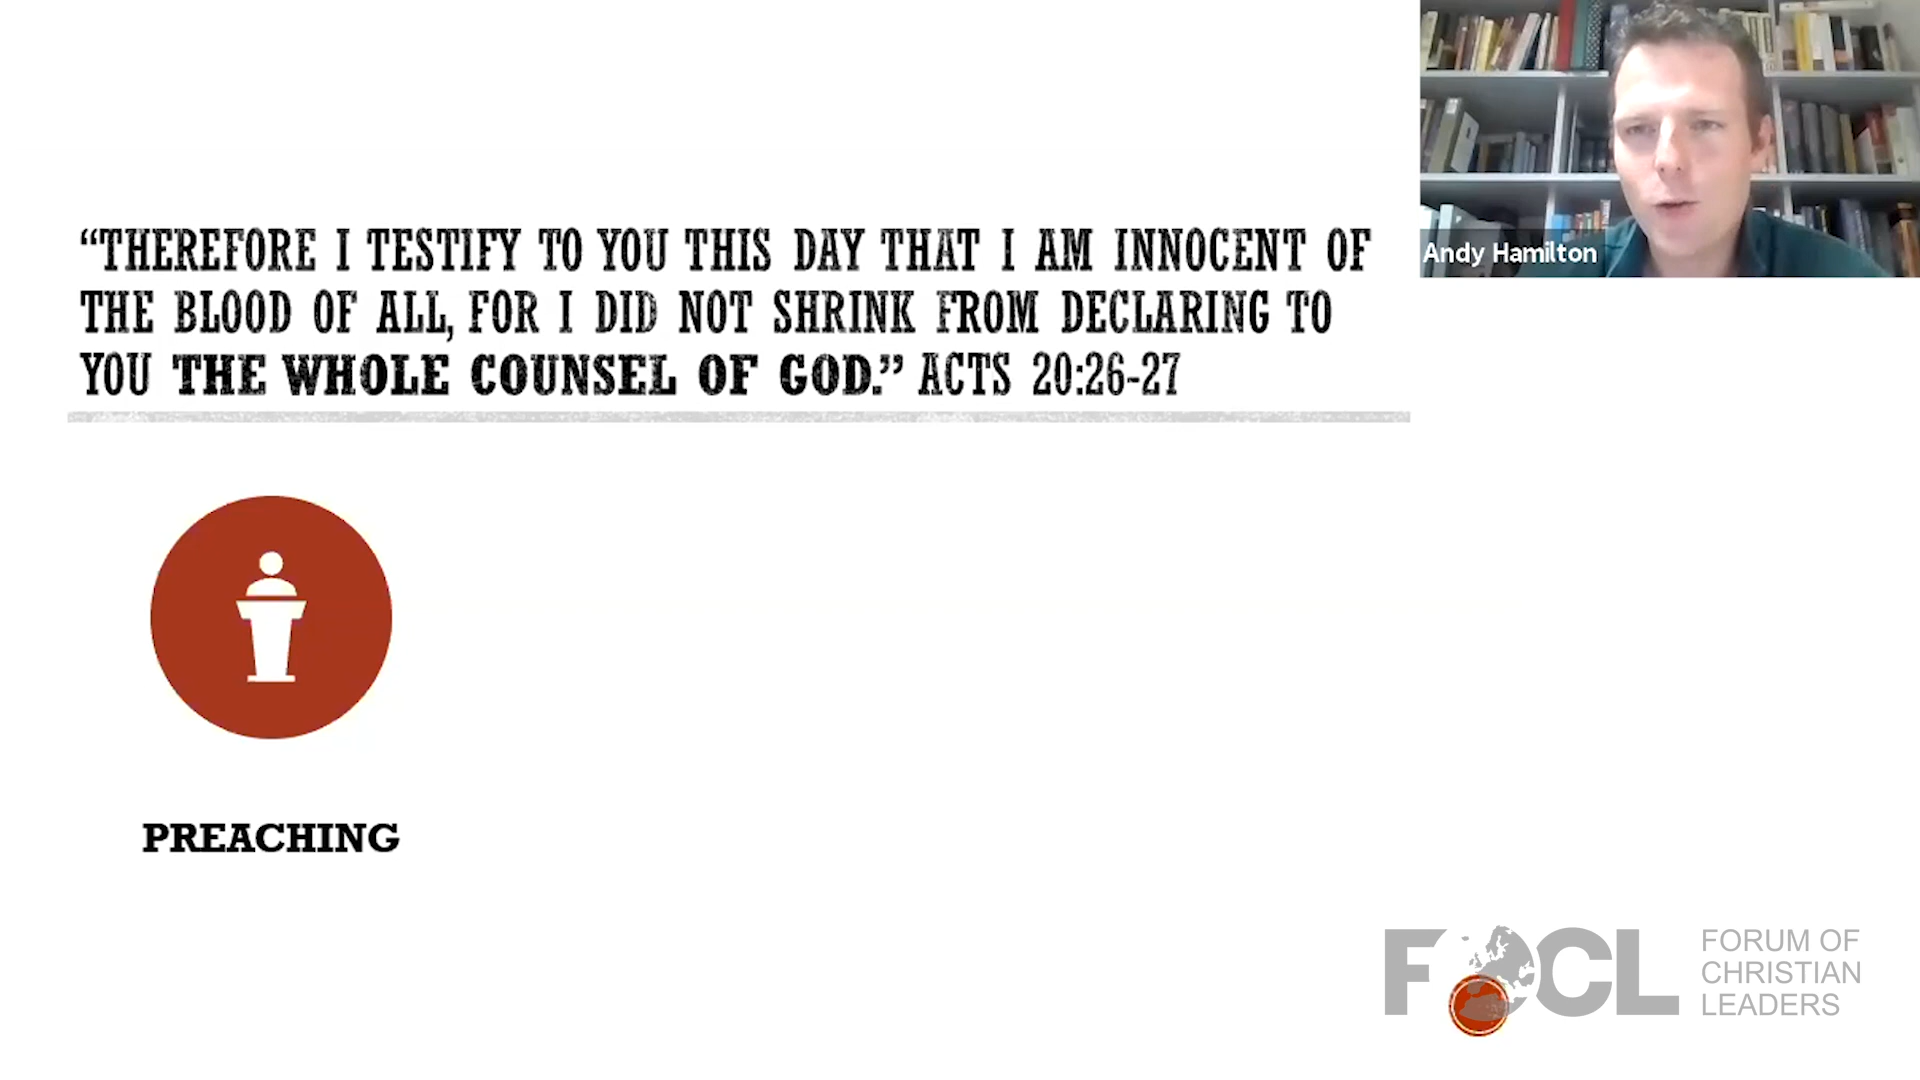 “THEREFORE I TESTIFY TO YOU THIS DAY THAT I AM INNOCENT OF
THE BLOOD OF ALL, FOR I DID NOT SHRINK FROM DECLARING TO
YOU THE WHOLE COUNSEL OF GOD.” ACTS 20:26-27
Andy Hamilton
PREACHING
FOCL
FORUM OF
CHRISTIAN
LEADERS